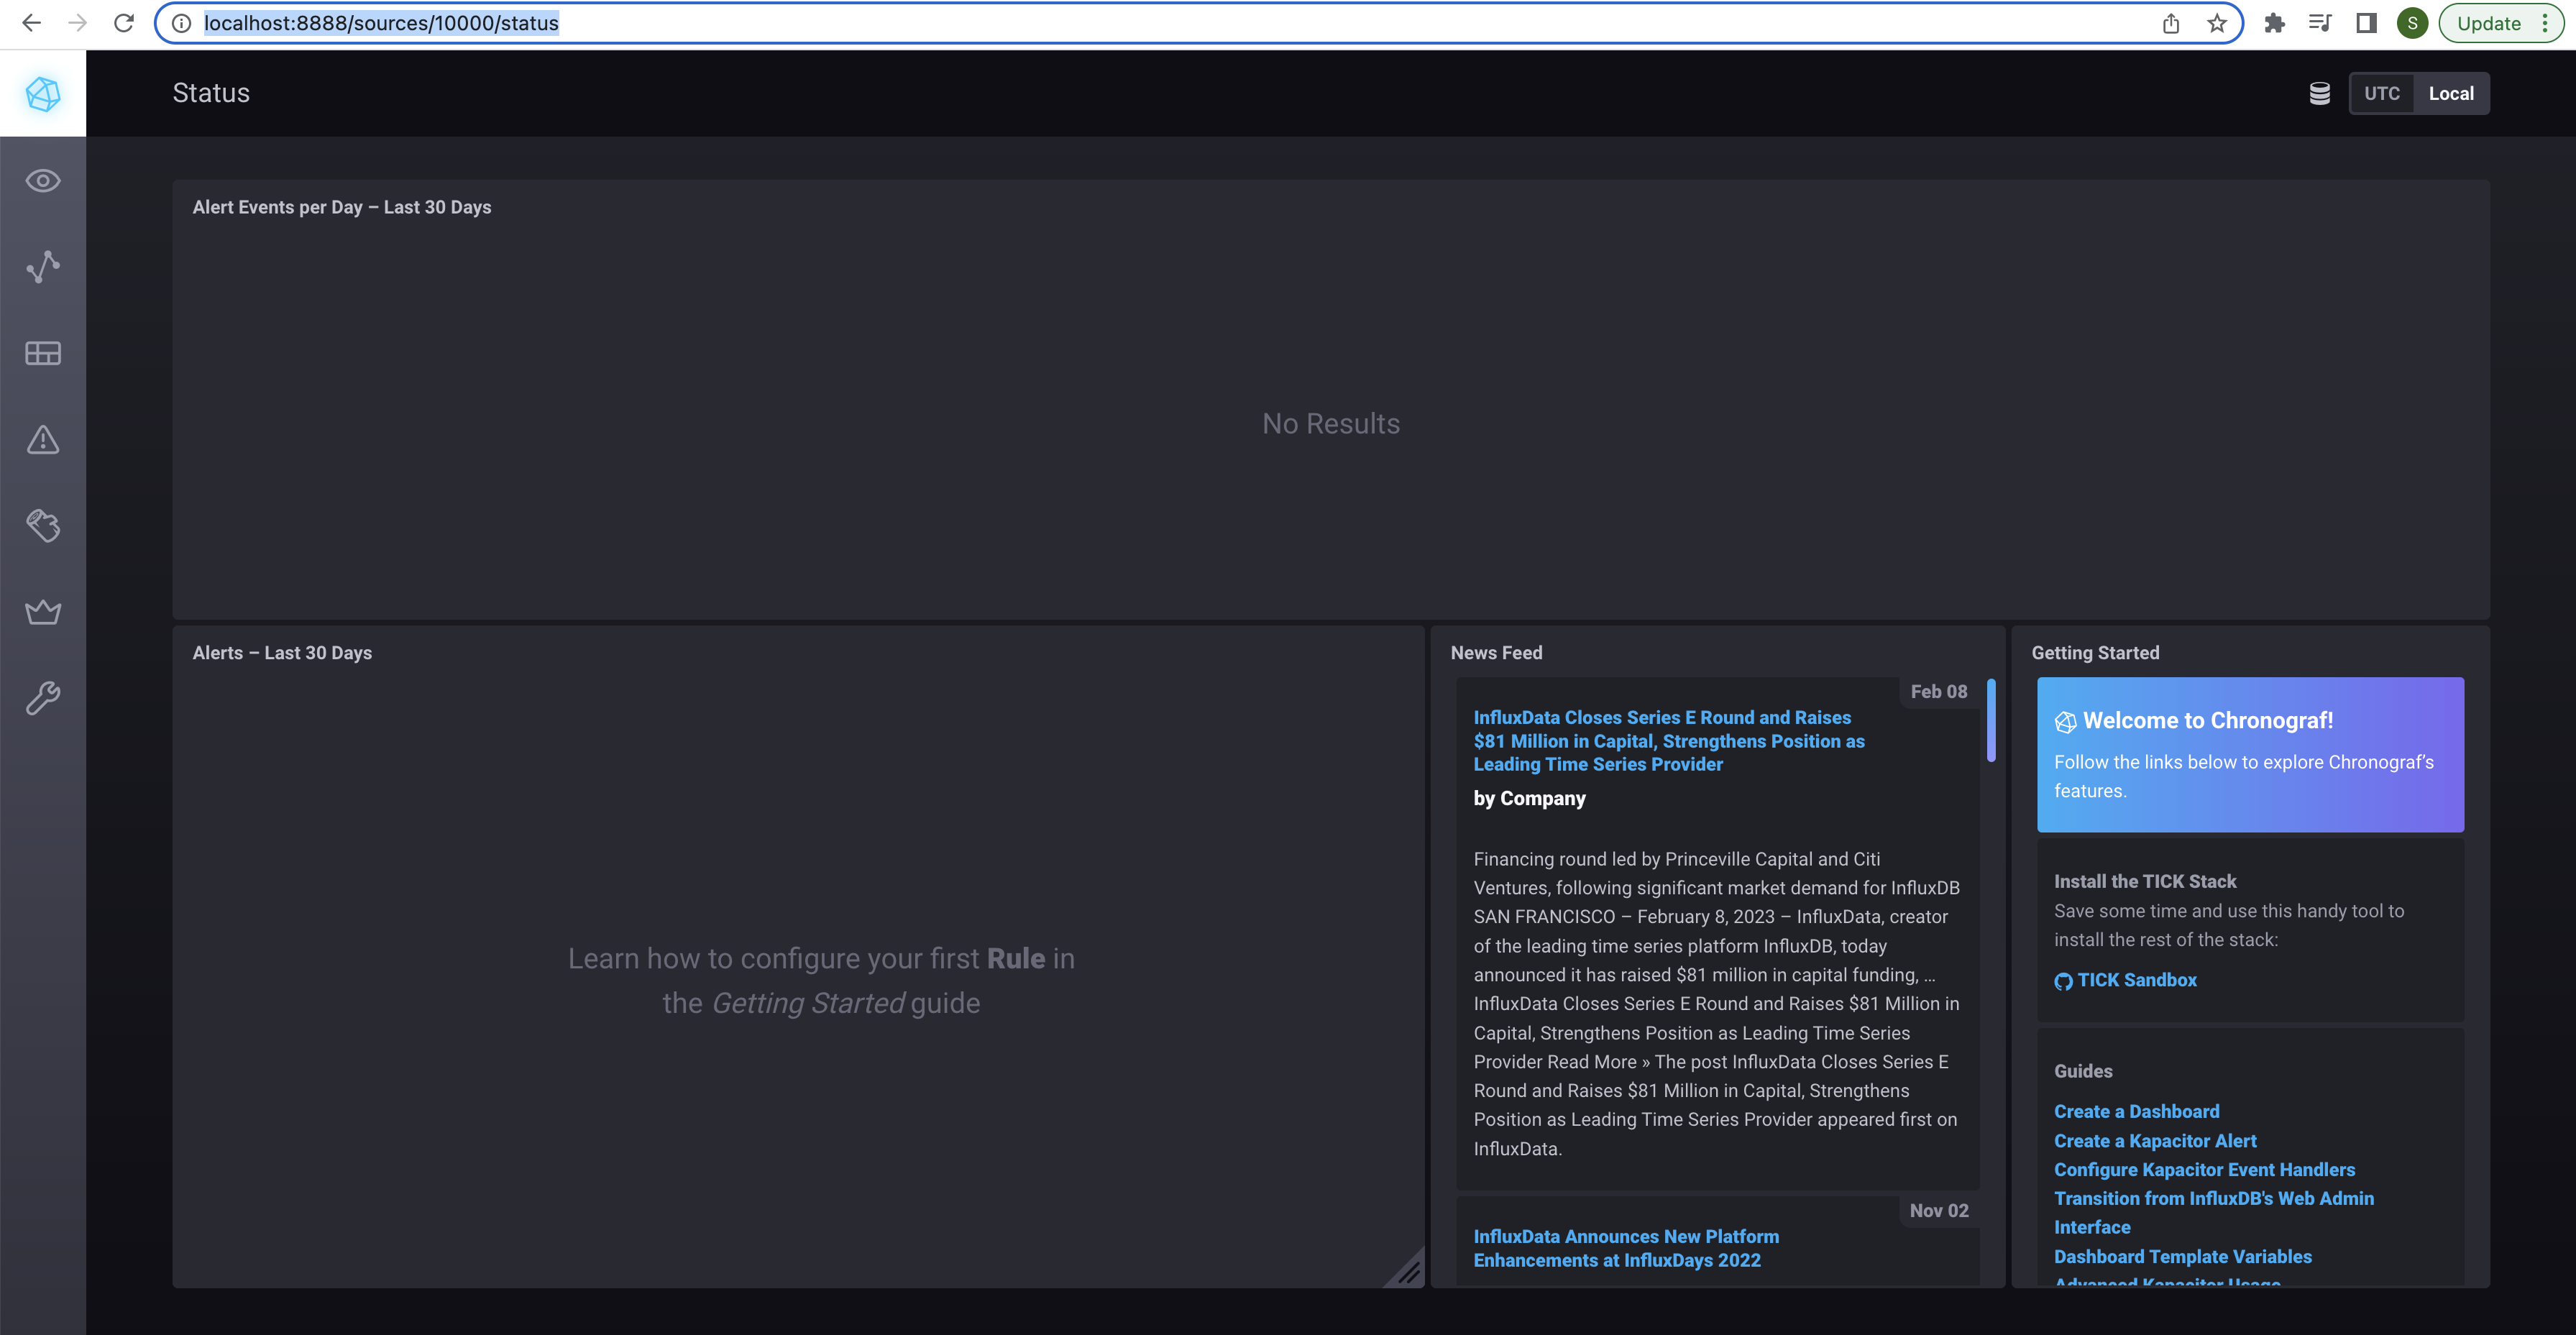 localhost:8888/sources/10000/status
S
Update
Status
UTC
Local
Alert Events per Day – Last 30 Days
No Results
Alerts – Last 30 Days
Learn how to configure your first Rule in
the Getting Started guide
News Feed
Feb 08
InfluxData Closes Series E Round and Raises
$81 Million in Capital, Strengthens Position as
Leading Time Series Provider
by Company
Financing round led by Princeville Capital and Citi
Ventures, following significant market demand for InfluxDB
SAN FRANCISCO – February 8, 2023 – InfluxData, creator
of the leading time series platform InfluxDB, today
announced it has raised $81 million in capital funding, …
InfluxData Closes Series E Round and Raises $81 Million in
Capital, Strengthens Position as Leading Time Series
Provider Read More » The post InfluxData Closes Series E
Round and Raises $81 Million in Capital, Strengthens
Position as Leading Time Series Provider appeared first on
InfluxData.
Nov 02
InfluxData Announces New Platform
Enhancements at InfluxDays 2022
Getting Started
Welcome to Chronograf!
Follow the links below to explore Chronograf’s
features.
Install the TICK Stack
Save some time and use this handy tool to
install the rest of the stack:
TICK Sandbox
Guides
Create a Dashboard
Create a Kapacitor Alert
Configure Kapacitor Event Handlers
Transition from InfluxDB's Web Admin
Interface
Dashboard Template Variables
Advanced Kapacitor Usage